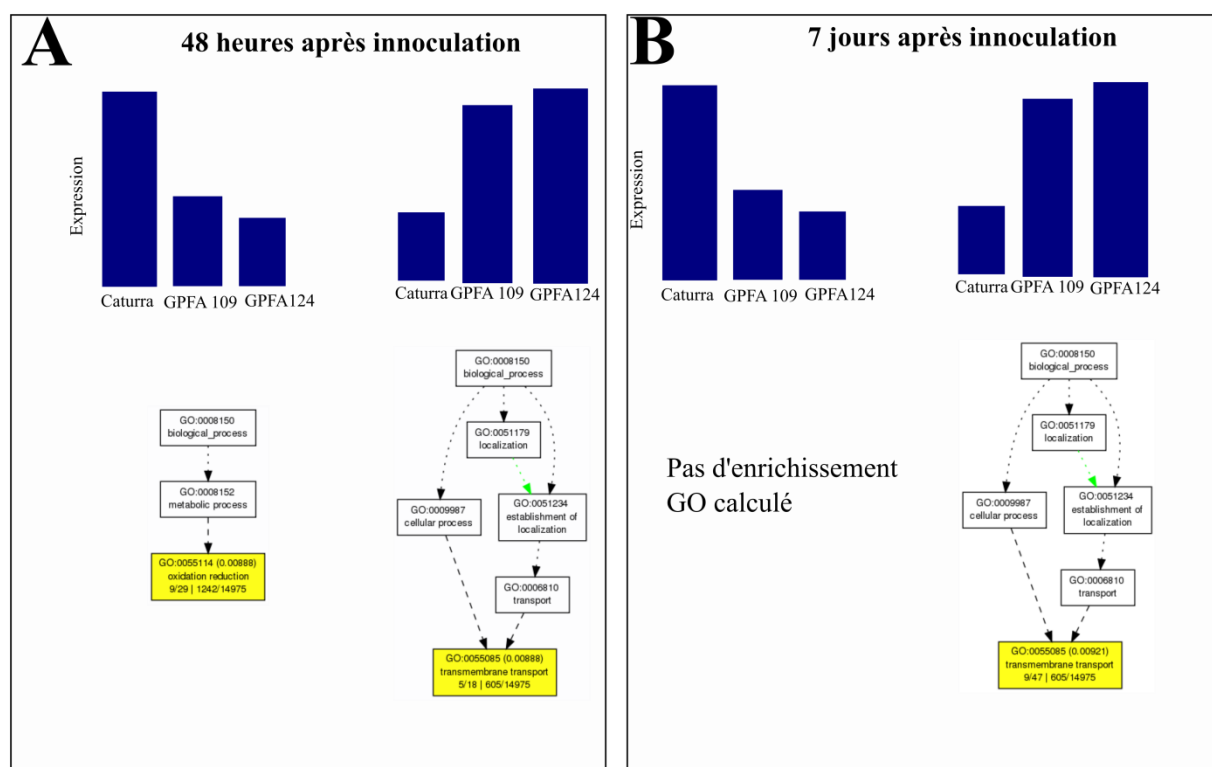 A
48 heures après innoculation
Expression
Caturra
GPFA 109
GPFA124
Caturra
GPFA 109
GPFA124
GO:0008150
biological_process
GO:0008152
metabolic process
GO:0055114 (0.00888)
oxidation reduction
9/29 | 1242/14975
GO:0008150
biological_process
GO:0051179
localization
GO:0009987
cellular process
GO:0051234
establishment of
localization
GO:0006810
transport
GO:0055085 (0.00888)
transmembrane transport
5/18 | 605/14975
B
7 jours après innoculation
Expression
Caturra
GPFA 109
GPFA124
Caturra
GPFA 109
GPFA124
Pas d'enrichissement
GO calculé
GO:0008150
biological_process
GO:0051179
localization
GO:0009987
cellular process
GO:0051234
establishment of
localization
GO:0006810
transport
GO:0055085 (0.00921)
transmembrane transport
9/47 | 605/14975